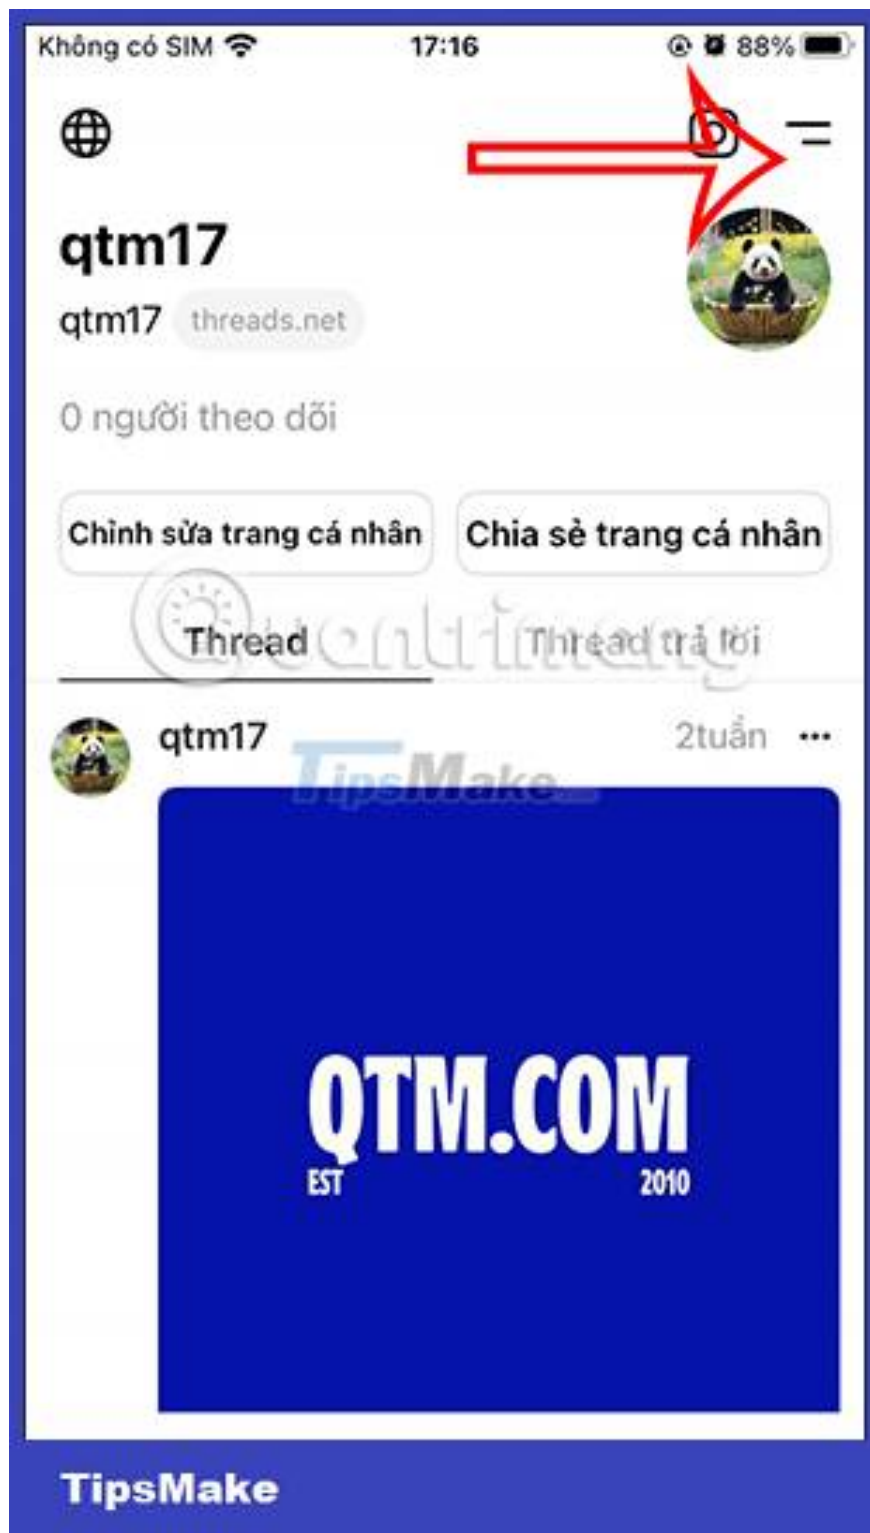 Không có SIM 17:16 88%
qtm17
qtm17 threads.net
0 người theo dõi
Chỉnh sửa trang cá nhân Chia sẻ trang cá nhân
Quantrimang
Thread Thread trả lời
qtm17 2tuần
TipsMake
QTM.COM
EST 2010
TipsMake